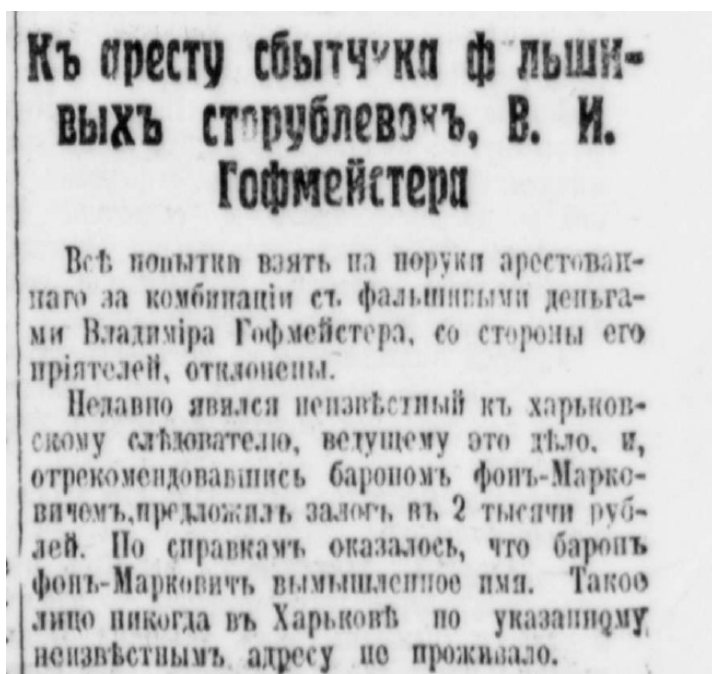 Къ аресту сбытчика фальши-
выхъ сторублевокъ, В. И.
Гофмейстера
Всѣ попытки взять на поруки арестован-
наго за комбинаціи съ фальшивыми деньга-
ми Владиміра Гофмейстера, со стороны его
пріятелей, отклонены.
Недавно явился неизвѣстный къ харьков-
скому слѣдователю, ведущему это дѣло, и,
отрекомендовавшись барономъ фонъ-Марко-
вичемъ,предложилъ залогъ въ 2 тысячи руб-
лей. По справкамъ оказалось, что баронъ
фонъ-Марковичъ вымышленное имя. Такое
лицо никогда въ Харьковѣ по указанному
неизвѣстнымъ адресу не проживало.